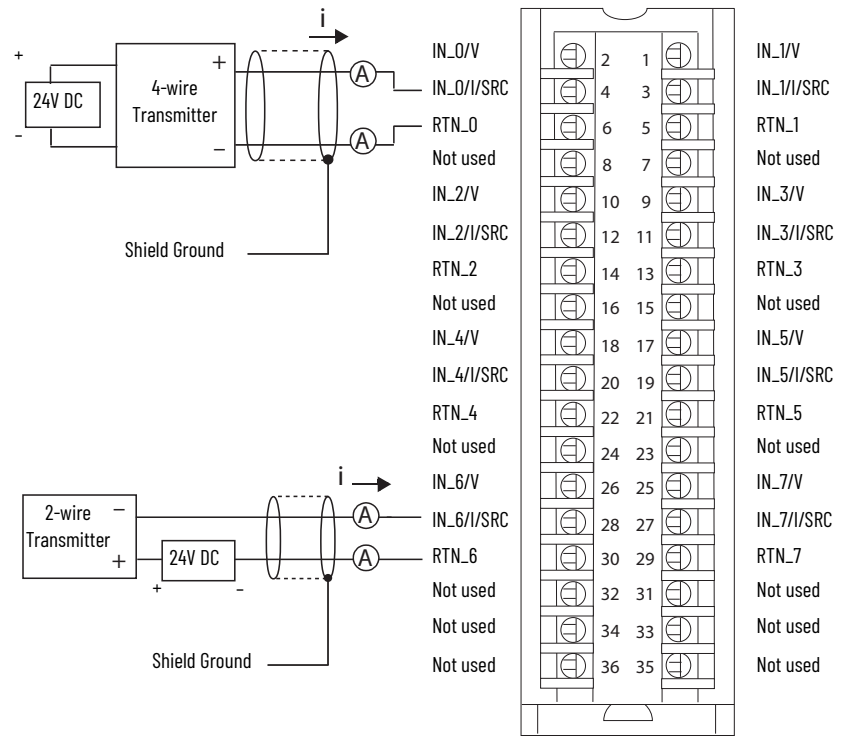 i
+
24V DC
-
4-wire
Transmitter
+
−
A
A
Shield Ground
2-wire
Transmitter
−
+
24V DC
+
-
i
A
A
Shield Ground
IN_0/V 2 1 IN_1/V
IN_0/I/SRC 4 3 IN_1/I/SRC
RTN_0 6 5 RTN_1
Not used 8 7 Not used
IN_2/V 10 9 IN_3/V
IN_2/I/SRC 12 11 IN_3/I/SRC
RTN_2 14 13 RTN_3
Not used 16 15 Not used
IN_4/V 18 17 IN_5/V
IN_4/I/SRC 20 19 IN_5/I/SRC
RTN_4 22 21 RTN_5
Not used 24 23 Not used
IN_6/V 26 25 IN_7/V
IN_6/I/SRC 28 27 IN_7/I/SRC
RTN_6 30 29 RTN_7
Not used 32 31 Not used
Not used 34 33 Not used
Not used 36 35 Not used